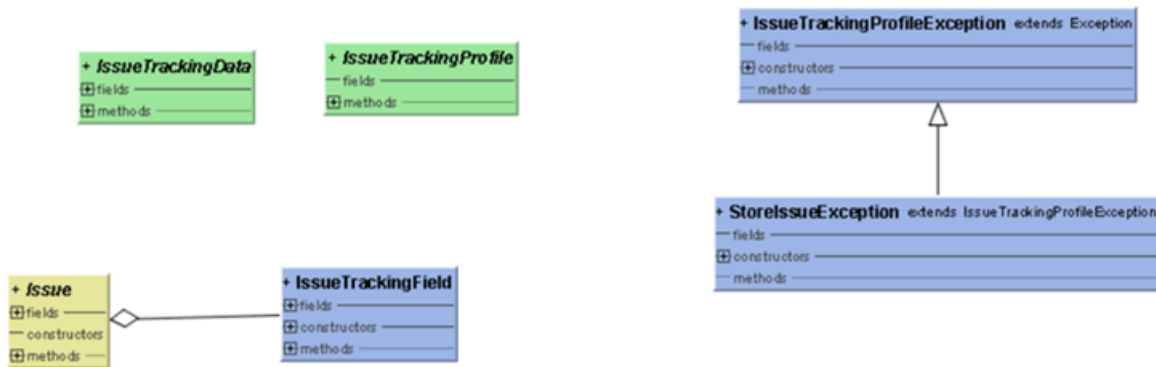 + IssueTrackingData
fields
methods
+ IssueTrackingProfile
fields
methods
+ IssueTrackingProfileException extends Exception
fields
constructors
methods
+ StoreIssueException extends IssueTrackingProfileException
fields
constructors
methods
+ Issue
fields
constructors
methods
+ IssueTrackingField
fields
constructors
methods